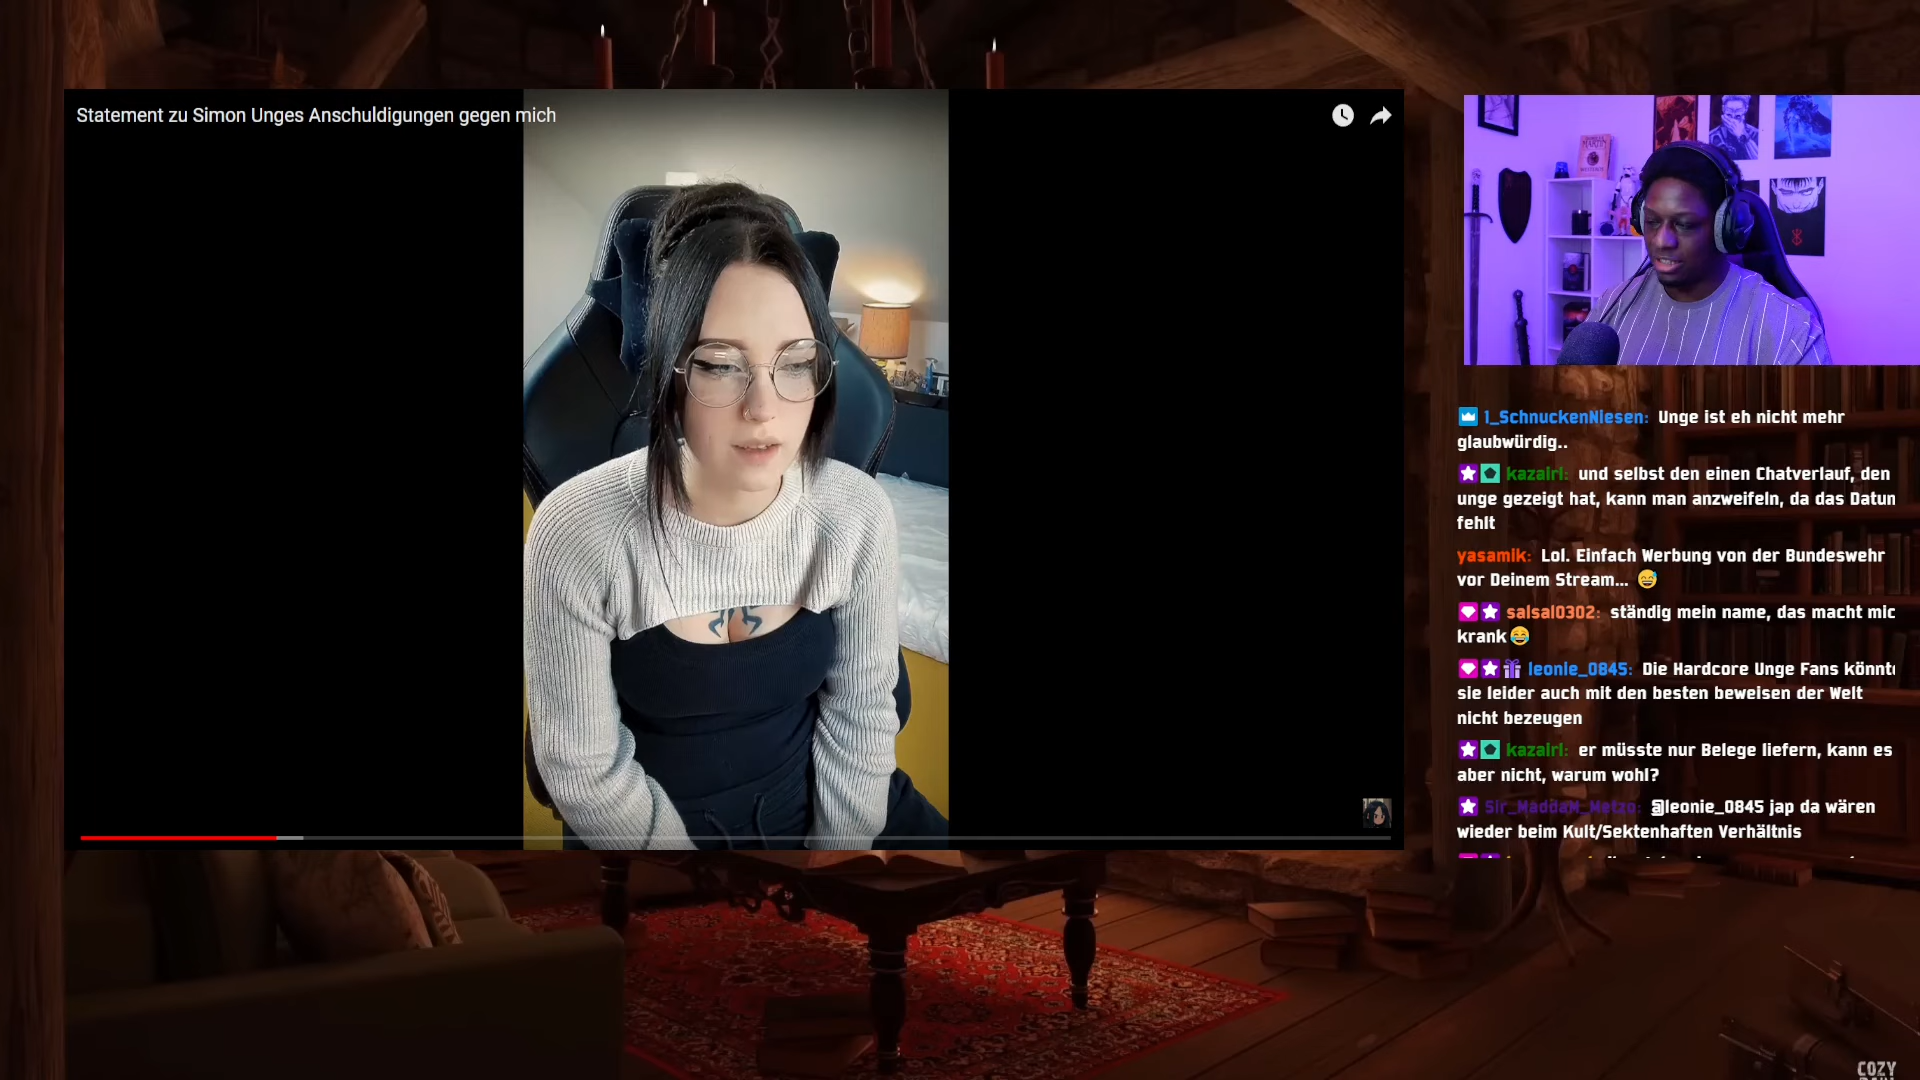 Statement zu Simon Unges Anschuldigungen gegen mich
1_SchnuckenNiesen: Unge ist eh nicht mehr
glaubwürdig..
kazairl: und selbst den einen Chatverlauf, den
unge gezeigt hat, kann man anzweifeln, da das Datun
fehlt
yasamik: Lol. Einfach Werbung von der Bundeswehr
vor Deinem Stream... 😅
salsal0302: ständig mein name, das macht mic
krank😂
leonie_0845: Die Hardcore Unge Fans könnte
sie leider auch mit den besten beweisen der Welt
nicht bezeugen
kazairl: er müsste nur Belege liefern, kann es
aber nicht, warum wohl?
Sir_MaddaM_Metzo: @leonie_0845 jap da wären
wieder beim Kult/Sektenhaften Verhältnis
COZY